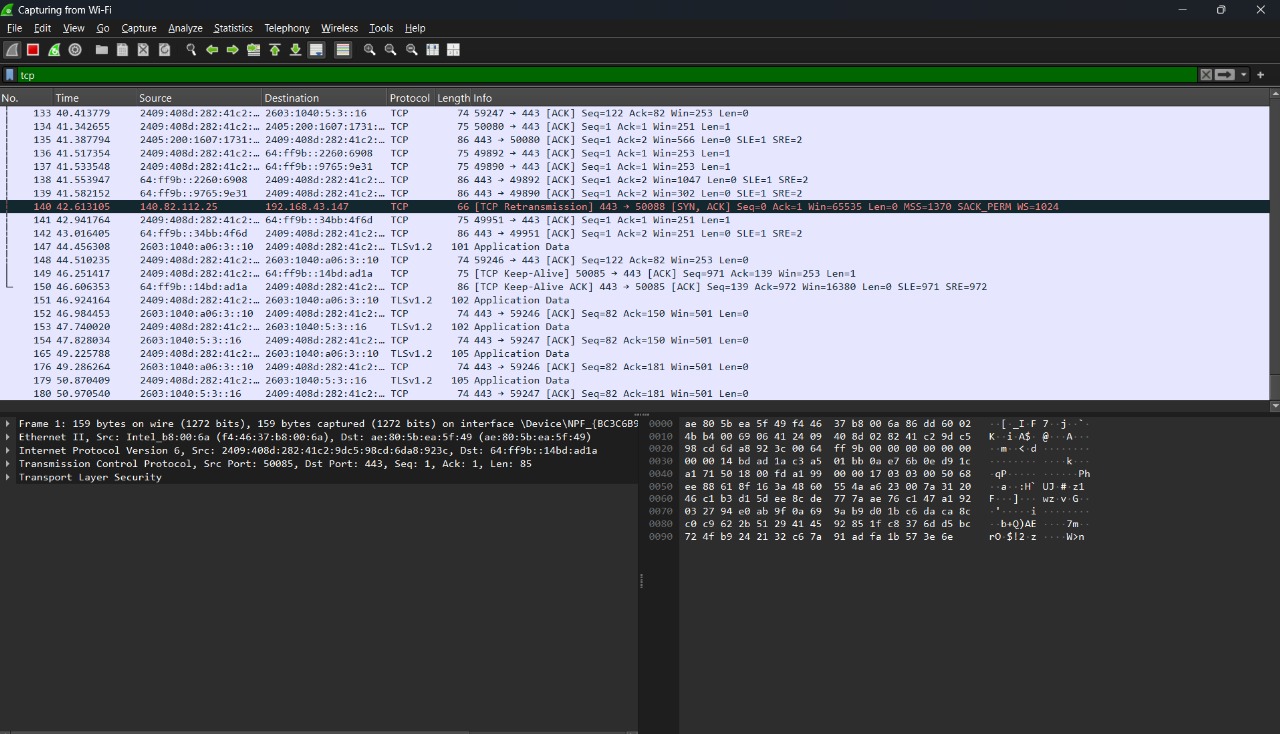 Capturing from Wi-Fi
File Edit View Go Capture Analyze Statistics Telephony Wireless Tools Help
tcp
No. Time Source Destination Protocol Length Info
133 40.413779 2409:408d:282:41c2:… 2603:1040:5:3::16 TCP 74 59247 → 443 [ACK] Seq=122 Ack=82 Win=253 Len=0
134 41.342655 2409:408d:282:41c2:… 2405:200:1607:1731:… TCP 75 50080 → 443 [ACK] Seq=1 Ack=1 Win=251 Len=1
135 41.387794 2405:200:1607:1731:… 2409:408d:282:41c2:… TCP 86 443 → 50080 [ACK] Seq=1 Ack=2 Win=566 Len=0 SLE=1 SRE=2
136 41.517354 2409:408d:282:41c2:… 64:ff9b::2260:6908 TCP 75 49892 → 443 [ACK] Seq=1 Ack=1 Win=253 Len=1
137 41.533548 2409:408d:282:41c2:… 64:ff9b::9765:9e31 TCP 75 49890 → 443 [ACK] Seq=1 Ack=1 Win=253 Len=1
138 41.553947 64:ff9b::2260:6908 2409:408d:282:41c2:… TCP 86 443 → 49892 [ACK] Seq=1 Ack=2 Win=1047 Len=0 SLE=1 SRE=2
139 41.582152 64:ff9b::9765:9e31 2409:408d:282:41c2:… TCP 86 443 → 49890 [ACK] Seq=1 Ack=2 Win=302 Len=0 SLE=1 SRE=2
140 42.613105 140.82.112.25 192.168.43.147 TCP 66 [TCP Retransmission] 443 → 50088 [SYN, ACK] Seq=0 Ack=1 Win=65535 Len=0 MSS=1370 SACK_PERM WS=1024
141 42.941764 2409:408d:282:41c2:… 64:ff9b::34bb:4f6d TCP 75 49951 → 443 [ACK] Seq=1 Ack=1 Win=251 Len=1
142 43.016405 64:ff9b::34bb:4f6d 2409:408d:282:41c2:… TCP 86 443 → 49951 [ACK] Seq=1 Ack=2 Win=251 Len=0 SLE=1 SRE=2
147 44.456308 2603:1040:a06:3::10 2409:408d:282:41c2:… TLSv1.2 101 Application Data
148 44.510235 2409:408d:282:41c2:… 2603:1040:a06:3::10 TCP 74 59246 → 443 [ACK] Seq=122 Ack=82 Win=253 Len=0
149 46.251417 2409:408d:282:41c2:… 64:ff9b::14bd:ad1a TCP 75 [TCP Keep-Alive] 50085 → 443 [ACK] Seq=971 Ack=139 Win=253 Len=1
150 46.606353 64:ff9b::14bd:ad1a 2409:408d:282:41c2:… TCP 86 [TCP Keep-Alive ACK] 443 → 50085 [ACK] Seq=139 Ack=972 Win=16380 Len=0 SLE=971 SRE=972
151 46.924164 2409:408d:282:41c2:… 2603:1040:a06:3::10 TLSv1.2 102 Application Data
152 46.984453 2603:1040:a06:3::10 2409:408d:282:41c2:… TCP 74 443 → 59246 [ACK] Seq=82 Ack=150 Win=501 Len=0
153 47.740020 2409:408d:282:41c2:… 2603:1040:5:3::16 TLSv1.2 102 Application Data
154 47.828034 2603:1040:5:3::16 2409:408d:282:41c2:… TCP 74 443 → 59247 [ACK] Seq=82 Ack=150 Win=501 Len=0
165 49.225788 2409:408d:282:41c2:… 2603:1040:a06:3::10 TLSv1.2 105 Application Data
176 49.286264 2603:1040:a06:3::10 2409:408d:282:41c2:… TCP 74 443 → 59246 [ACK] Seq=82 Ack=181 Win=501 Len=0
179 50.870409 2409:408d:282:41c2:… 2603:1040:5:3::16 TLSv1.2 105 Application Data
180 50.970540 2603:1040:5:3::16 2409:408d:282:41c2:… TCP 74 443 → 59247 [ACK] Seq=82 Ack=181 Win=501 Len=0
Frame 1: 159 bytes on wire (1272 bits), 159 bytes captured (1272 bits) on interface \Device\NPF_{BC3C6B9
Ethernet II, Src: Intel_b8:00:6a (f4:46:37:b8:00:6a), Dst: ae:80:5b:ea:5f:49 (ae:80:5b:ea:5f:49)
Internet Protocol Version 6, Src: 2409:408d:282:41c2:9dc5:98cd:6da8:923c, Dst: 64:ff9b::14bd:ad1a
Transmission Control Protocol, Src Port: 50085, Dst Port: 443, Seq: 1, Ack: 1, Len: 85
Transport Layer Security
0000 ae 80 5b ea 5f 49 f4 46 37 b8 00 6a 86 dd 60 02 ··[·_I·F 7··j··`·
0010 4b b4 00 69 06 41 24 09 40 8d 02 82 41 c2 9d c5 K··i·A$· @···A···
0020 98 cd 6d a8 92 3c 00 64 ff 9b 00 00 00 00 00 00 ··m··<·d ········
0030 00 00 14 bd ad 1a c3 a5 01 bb 0a e7 6b 0e d9 1c ········ ····k···
0040 a1 71 50 18 00 fd a1 99 00 00 17 03 03 00 50 68 ·qP····· ······Ph
0050 ee 88 61 8f 16 3a 48 60 55 4a a6 23 00 7a 31 20 ··a··:H` UJ·#·z1
0060 46 c1 b3 d1 5d ee 8c de 77 7a ae 76 c1 47 a1 92 F···]··· wz·v·G··
0070 03 27 94 e0 ab 9f 0a 69 9a b9 d0 1b c6 da ca 8c ·'·····i ········
0080 c0 c9 62 2b 51 29 41 45 92 85 1f c8 37 6d d5 bc ··b+Q)AE ····7m··
0090 72 4f b9 24 21 32 c6 7a 91 ad fa 1b 57 3e 6e rO·$!2·z ····W>n